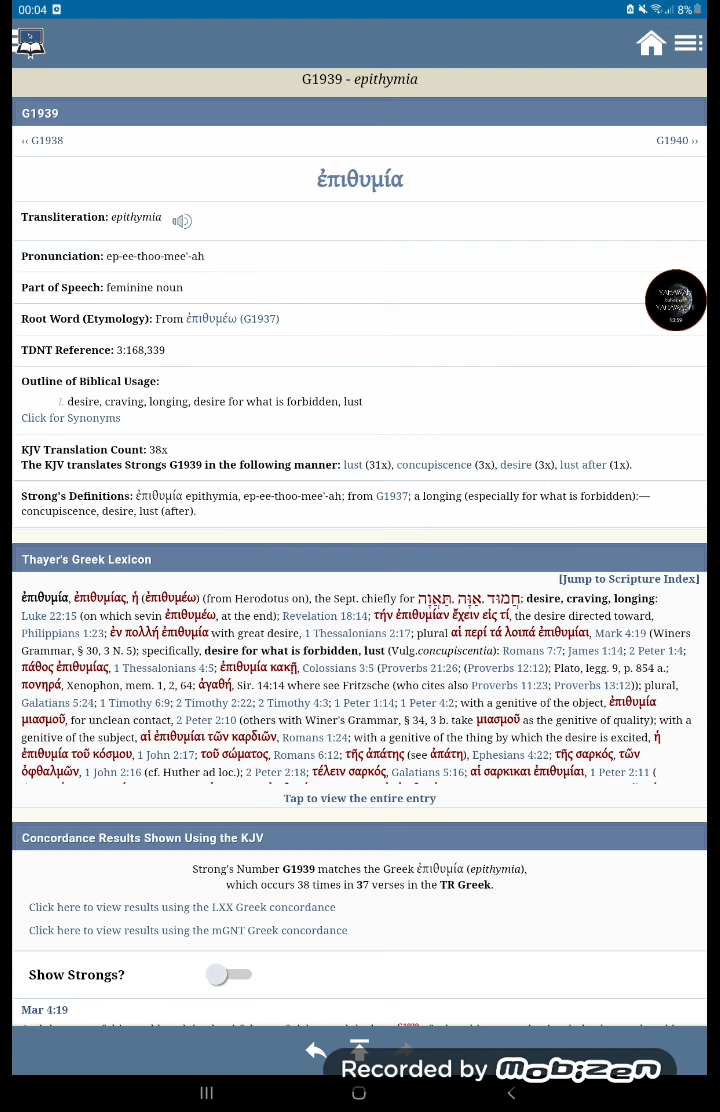 00:04
8%
G1939 - epithymia
G1939
‹‹ G1938
G1940 ››
ἐπιθυμία
Transliteration: epithymia
Pronunciation: ep-ee-thoo-mee'-ah
Part of Speech: feminine noun
YAHAWAH
YAHAWASHI
13:59
Root Word (Etymology): From ἐπιθυμέω (G1937)
TDNT Reference: 3:168,339
Outline of Biblical Usage:
I. desire, craving, longing, desire for what is forbidden, lust
Click for Synonyms
KJV Translation Count: 38x
The KJV translates Strongs G1939 in the following manner: lust (31x), concupiscence (3x), desire (3x), lust after (1x).
Strong's Definitions: ἐπιθυμία epithymía, ep-ee-thoo-mee'-ah; from G1937; a longing (especially for what is forbidden):—
concupiscence, desire, lust (after).
Thayer's Greek Lexicon
[Jump to Scripture Index]
ἐπιθυμία, ἐπιθυμίας, ἡ (ἐπιθυμέω) (from Herodotus on), the Sept. chiefly for תַּאֲוָה, אַוָּה, חֲמוּד; desire, craving, longing:
Luke 22:15 (on which sevin ἐπιθυμέω, at the end); Revelation 18:14; τήν ἐπιθυμίαν ἔχειν εἰς τί, the desire directed toward,
Philippians 1:23; ἐν πολλή ἐπιθυμία with great desire, 1 Thessalonians 2:17; plural αἱ περί τά λοιπά ἐπιθυμίαι, Mark 4:19 (Winers
Grammar, § 30, 3 N. 5); specifically, desire for what is forbidden, lust (Vulg.concupiscentia): Romans 7:7; James 1:14; 2 Peter 1:4;
πάθος ἐπιθυμίας, 1 Thessalonians 4:5; ἐπιθυμία κακῇ, Colossians 3:5 (Proverbs 21:26; (Proverbs 12:12); Plato, legg. 9, p. 854 a.;
πονηρά, Xenophon, mem. 1, 2, 64; ἀγαθή, Sir. 14:14 where see Fritzsche (who cites also Proverbs 11:23; Proverbs 13:12)); plural,
Galatians 5:24; 1 Timothy 6:9; 2 Timothy 2:22; 2 Timothy 4:3; 1 Peter 1:14; 1 Peter 4:2; with a genitive of the object, ἐπιθυμία
μιασμοῦ, for unclean contact, 2 Peter 2:10 (others with Winer's Grammar, § 34, 3 b. take μιασμοῦ as the genitive of quality); with a
genitive of the subject, αἱ ἐπιθυμίαι τῶν καρδιῶν, Romans 1:24; with a genitive of the thing by which the desire is excited, ἡ
ἐπιθυμία τοῦ κόσμου, 1 John 2:17; τοῦ σώματος, Romans 6:12; τῆς ἀπάτης (see ἀπάτη), Ephesians 4:22; τῆς σαρκός, τῶν
ὀφθαλμῶν, 1 John 2:16 (cf. Huther ad loc.); 2 Peter 2:18; τέλειν σαρκός, Galatians 5:16; αἱ σαρκικαι ἐπιθυμίαι, 1 Peter 2:11 (
Tap to view the entire entry
Concordance Results Shown Using the KJV
Strong's Number G1939 matches the Greek ἐπιθυμία (epithymia),
which occurs 38 times in 37 verses in the TR Greek.
Click here to view results using the LXX Greek concordance
Click here to view results using the mGNT Greek concordance
Show Strongs?
Mar 4:19
Recorded by mobizen